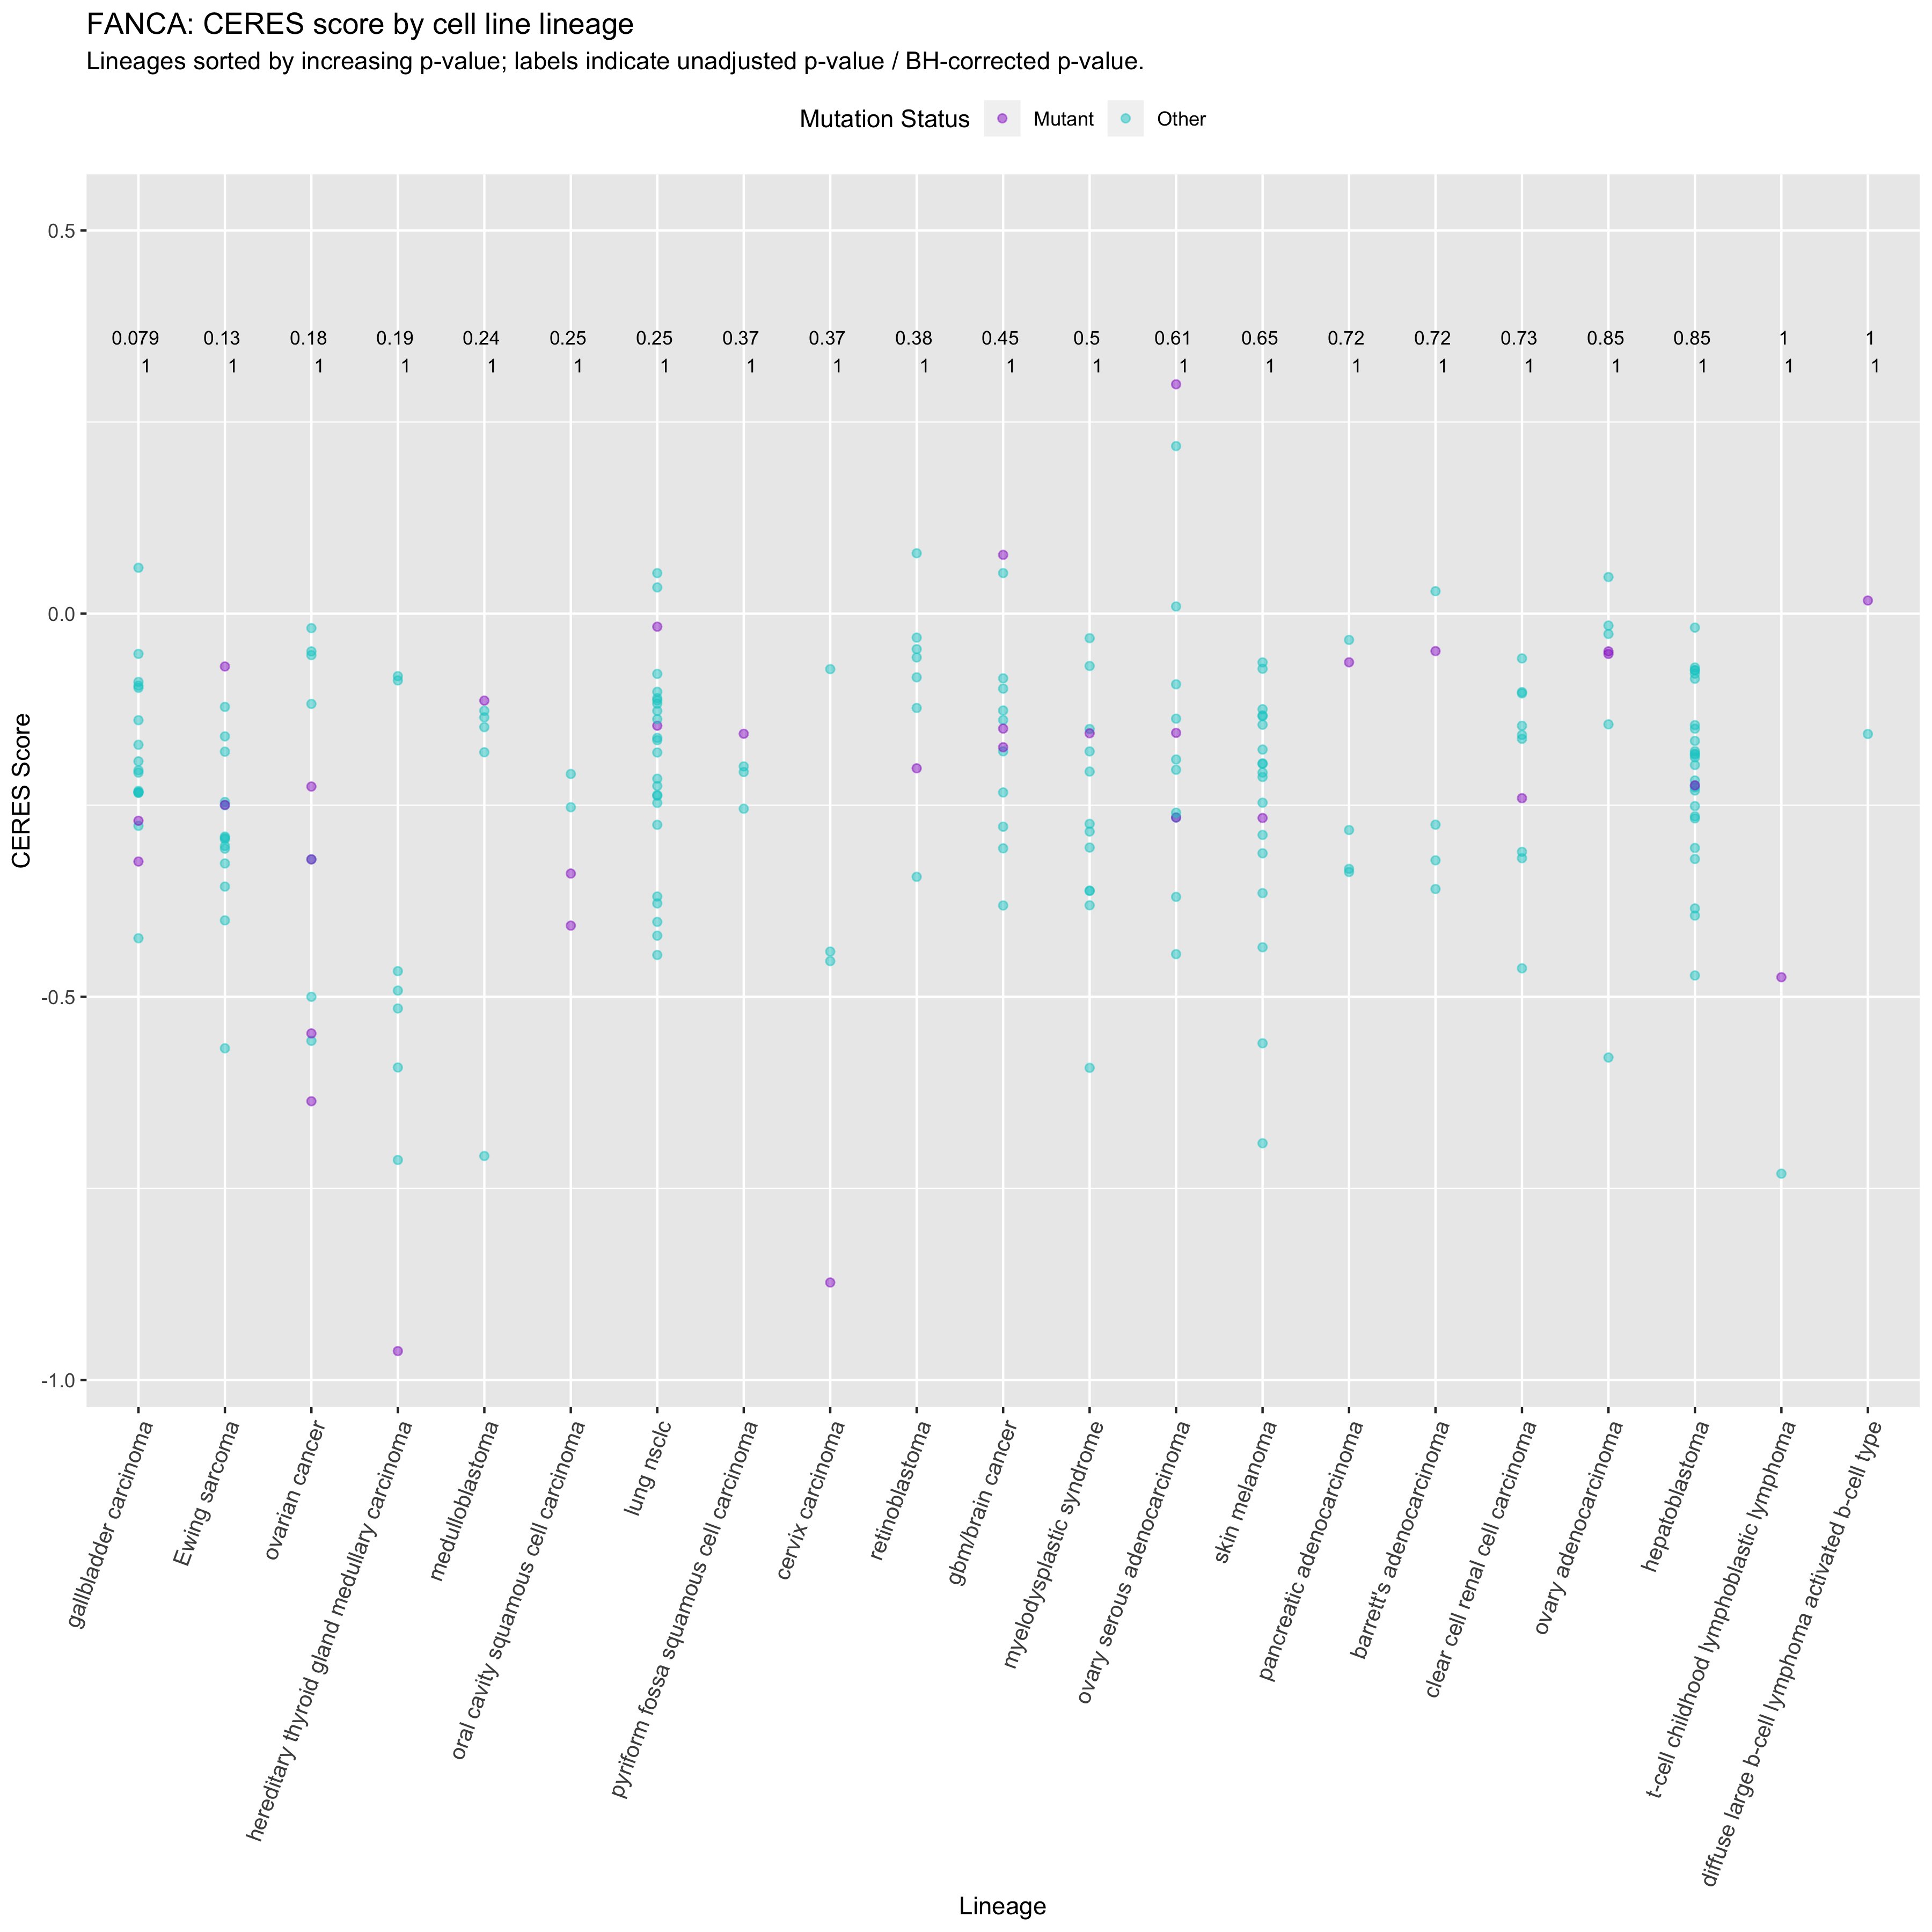 FANCA: CERES score by cell line lineage
Lineages sorted by increasing p-value; labels indicate unadjusted p-value / BH-corrected p-value.
Mutation Status Mutant Other
0.5
0.079 0.13 0.18 0.19 0.24 0.25 0.25 0.37 0.37 0.38 0.45 0.5 0.61 0.65 0.72 0.72 0.73 0.85 0.85 1 1
1 1 1 1 1 1 1 1 1 1 1 1 1 1 1 1 1 1 1 1 1
0.0
CERES Score
-0.5
-1.0
gallbladder carcinoma
Ewing sarcoma
ovarian cancer
hereditary thyroid gland medullary carcinoma
medulloblastoma
oral cavity squamous cell carcinoma
lung nsclc
pyriform fossa squamous cell carcinoma
cervix carcinoma
retinoblastoma
gbm/brain cancer
myelodysplastic syndrome
ovary serous adenocarcinoma
skin melanoma
pancreatic adenocarcinoma
barrett's adenocarcinoma
clear cell renal cell carcinoma
ovary adenocarcinoma
hepatoblastoma
t-cell childhood lymphoblastic lymphoma
diffuse large b-cell lymphoma activated b-cell type
Lineage